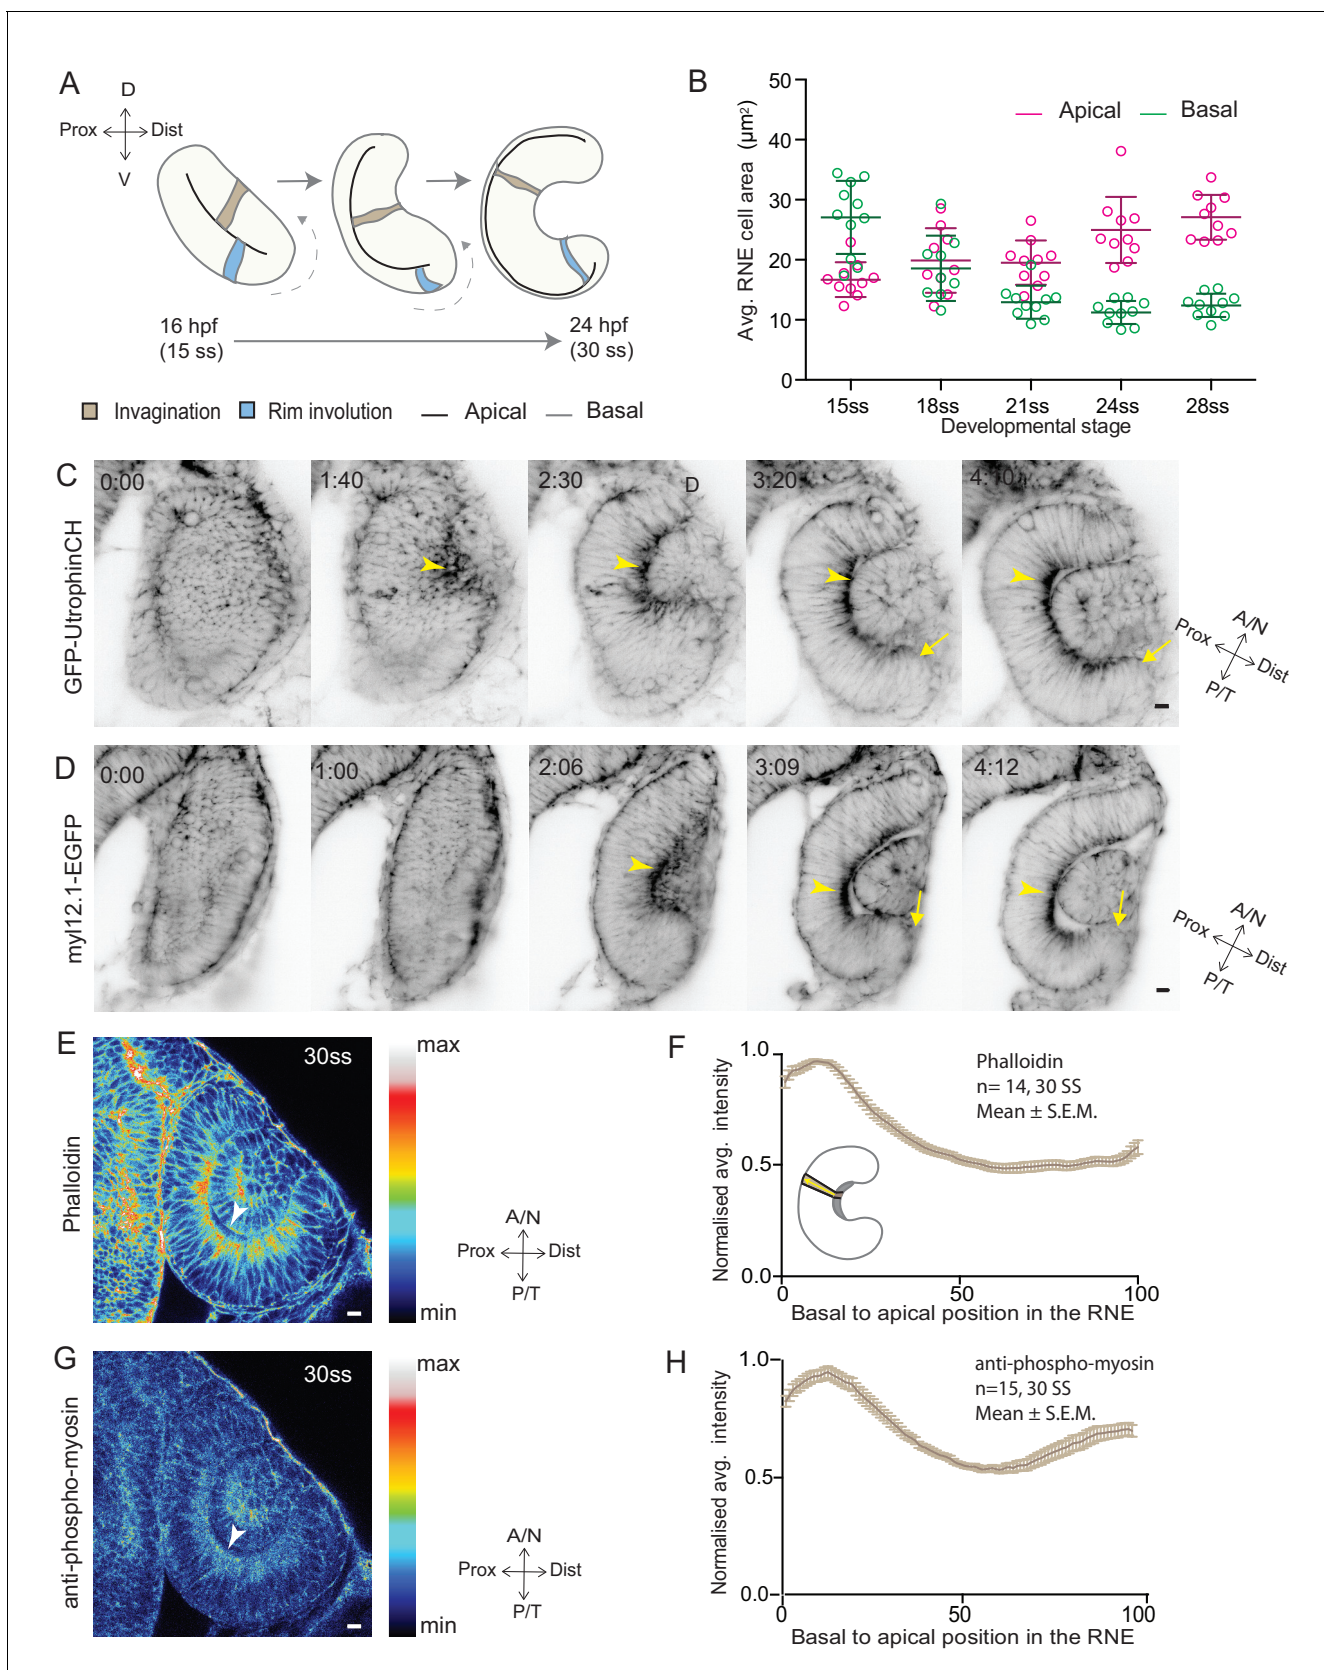 A
D
Prox
Dist
V
16 hpf
(15 ss)
24 hpf
(30 ss)
Invagination
Rim involution
Apical
Basal
B
Avg. RNE cell area (µm²)
50
40
30
20
10
0
Apical
Basal
15ss
18ss
21ss
24ss
28ss
Developmental stage
C
GFP-UtrophinCH
0:00
1:40
2:30
D
3:20
4:10
A/N
Prox
Dist
P/T
D
myl12.1-EGFP
0:00
1:00
2:06
3:09
4:12
A/N
Prox
Dist
P/T
E
Phalloidin
30ss
max
min
A/N
Prox
Dist
P/T
F
Normalised avg. intensity
1.0
0.5
0.0
Phalloidin
n= 14, 30 SS
Mean ± S.E.M.
0
50
100
Basal to apical position in the RNE
G
anti-phospho-myosin
30ss
max
min
A/N
Prox
Dist
P/T
H
Normalised avg. intensity
1.0
0.5
0.0
anti-phospho-myosin
n=15, 30 SS
Mean ± S.E.M.
0
50
100
Basal to apical position in the RNE